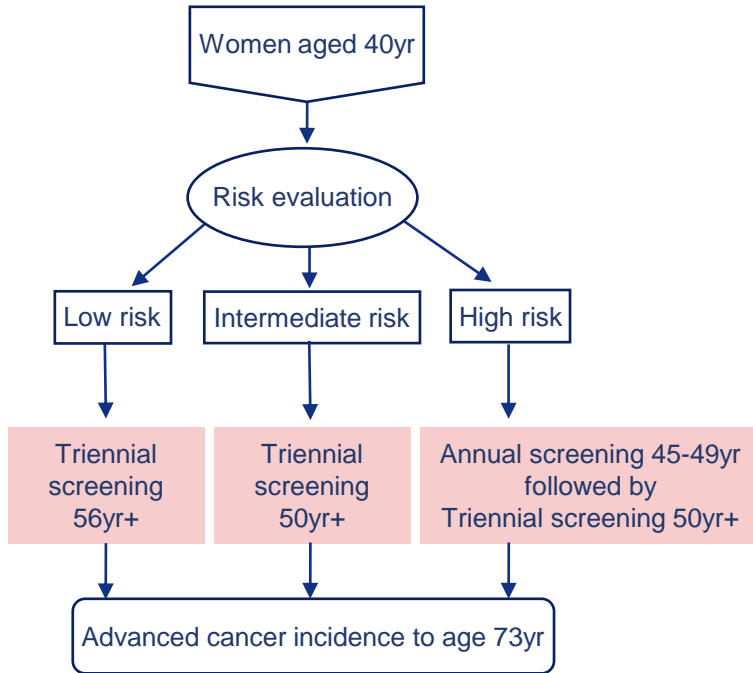 Women aged 40yr
Risk evaluation
Low risk
Intermediate risk
High risk
Triennial
screening
56yr+
Triennial
screening
50yr+
Annual screening 45-49yr
followed by
Triennial screening 50yr+
Advanced cancer incidence to age 73yr